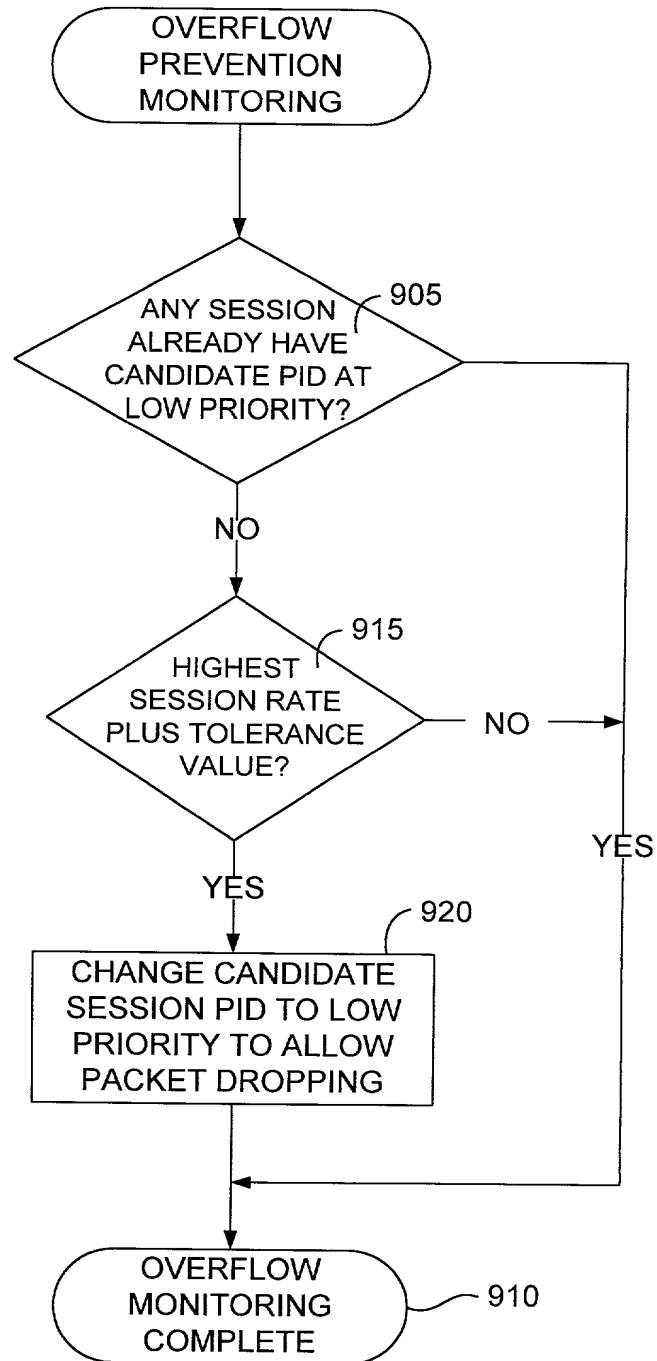 OVERFLOW
PREVENTION
MONITORING
905
ANY SESSION
ALREADY HAVE
CANDIDATE PID AT
LOW PRIORITY?
NO
915
HIGHEST
SESSION RATE
PLUS TOLERANCE
VALUE?
NO
YES
YES
920
CHANGE CANDIDATE
SESSION PID TO LOW
PRIORITY TO ALLOW
PACKET DROPPING
OVERFLOW
MONITORING
COMPLETE
910